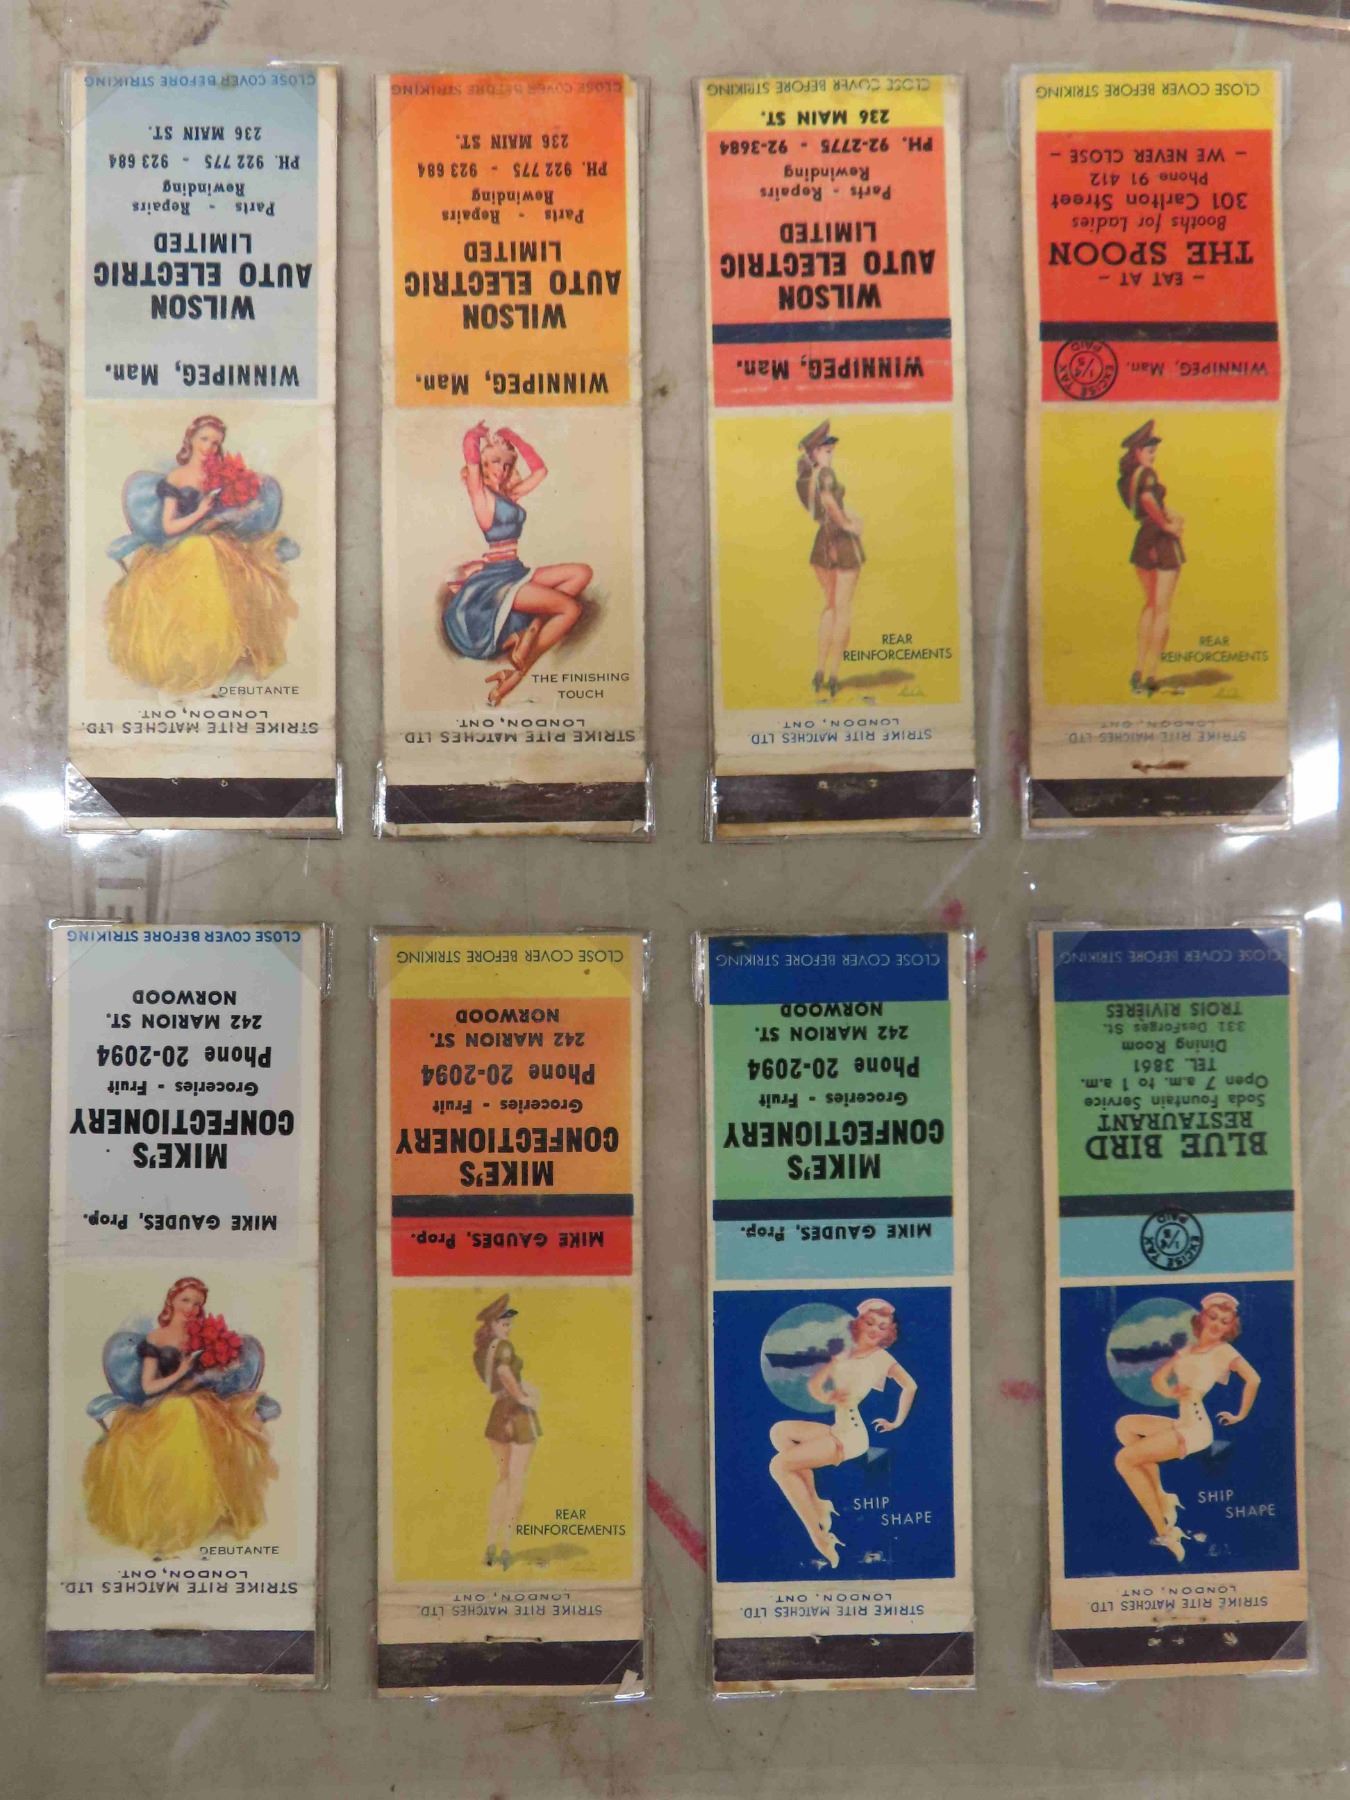 CLOSE COVER BEFORE STRIKING
236 MAIN ST.
PH. 922 775 - 923 684
Rewinding
Parts - Repairs
LIMITED
AUTO ELECTRIC
WILSON
WINNIPEG, Man.
DEBUTANTE
LONDON, ONT.
STRIKE RITE MATCHES LTD.
CLOSE COVER BEFORE STRIKING
236 MAIN ST.
PH. 922 775 - 923 684
Rewinding
Parts - Repairs
LIMITED
AUTO ELECTRIC
WILSON
WINNIPEG, Man.
THE FINISHING
TOUCH
LONDON, ONT.
STRIKE RITE MATCHES LTD.
CLOSE COVER BEFORE STRIKING
236 MAIN ST.
PH. 92-2775 - 92-3684
Rewinding
Parts - Repairs
LIMITED
AUTO ELECTRIC
WILSON
WINNIPEG, Man.
REAR
REINFORCEMENTS
LONDON, ONT.
STRIKE RITE MATCHES LTD.
CLOSE COVER BEFORE STRIKING
- WE NEVER CLOSE -
Phone 91 412
301 Carlton Street
Booths for Ladies
THE SPOON
- EAT AT -
WINNIPEG, Man.
EXCISE TAX
1/5
PAID
REAR
REINFORCEMENTS
LONDON, ONT.
STRIKE RITE MATCHES LTD.
CLOSE COVER BEFORE STRIKING
NORWOOD
242 MARION ST.
Phone 20-2094
Groceries - Fruit
CONFECTIONERY
MIKE'S
MIKE GAUDES, Prop.
DEBUTANTE
LONDON, ONT.
STRIKE RITE MATCHES LTD.
CLOSE COVER BEFORE STRIKING
NORWOOD
242 MARION ST.
Phone 20-2094
Groceries - Fruit
CONFECTIONERY
MIKE'S
MIKE GAUDES, Prop.
REAR
REINFORCEMENTS
LONDON, ONT.
STRIKE RITE MATCHES LTD.
CLOSE COVER BEFORE STRIKING
NORWOOD
242 MARION ST.
Phone 20-2094
Groceries - Fruit
CONFECTIONERY
MIKE'S
MIKE GAUDES, Prop.
SHIP
SHAPE
LONDON, ONT.
STRIKE RITE MATCHES LTD.
CLOSE COVER BEFORE STRIKING
TROIS RIVIÈRES
331 DesForges St.
Dining Room
TEL. 3861
Open 7 a.m. to 1 a.m.
Soda Fountain Service
RESTAURANT
BLUE BIRD
EXCISE TAX
PAID
SHIP
SHAPE
LONDON, ONT.
STRIKE RITE MATCHES LTD.